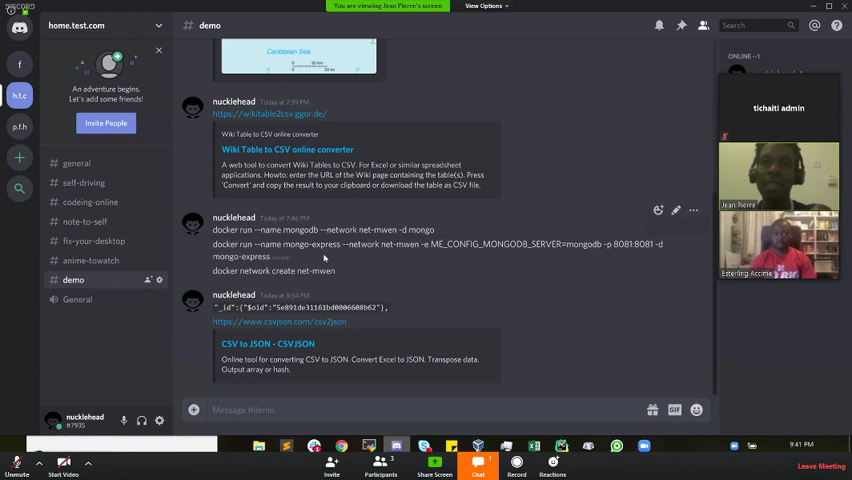 DISCORD
You are viewing Jean Pierre's screen
View Options
home.test.com
# demo
Search
An adventure begins.
Let's add some friends!
Invite People
f
h.t.c
p.f.h
# general
# self-driving
# codeing-online
# note-to-self
# fix-your-desktop
# anime-to-watch
# demo
General
nucklehead
#7935
Caribbean Sea
nucklehead Today at 7:39 PM
https://wikitable2csv.ggor.de/
Wiki Table to CSV online converter
Wiki Table to CSV online converter
A web tool to convert Wiki Tables to CSV. For Excel or similar spreadsheet
applications. Howto: enter the URL of the Wiki page containing the table(s). Press
'Convert' and copy the result to your clipboard or download the table as CSV file.
nucklehead Today at 7:46 PM
docker run --name mongodb --network net-mwen -d mongo
docker run --name mongo-express --network net-mwen -e ME_CONFIG_MONGODB_SERVER=mongodb -p 8081:8081 -d
mongo-express (edited)
docker network create net-mwen
nucklehead Today at 8:54 PM
"_id":{"$oid":"5e891de31161bd0006608b62"},
https://www.csvjson.com/csv2json
CSV to JSON - CSVJSON
Online tool for converting CSV to JSON. Convert Excel to JSON. Transpose data.
Output array or hash.
Message #demo
GIF
ONLINE—1
nucklehead
tichaiti admin
Jean Pierre
Esterling Accime
9:41 PM
Unmute
Start Video
Invite
Participants
3
Share Screen
Chat
1
Record
Reactions
Leave Meeting